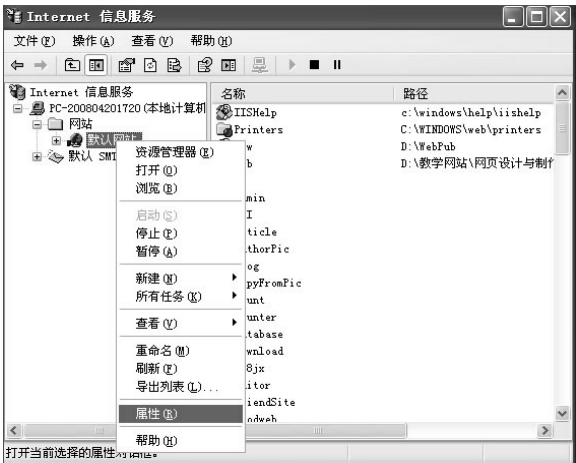 Internet 信息服务
文件(F) 操作(A) 查看(V) 帮助(H)
Internet 信息服务
PC-200804201720(本地计算机
网站
默认网站
默认 SMT
名称 路径
IISHelp c:\windows\help\iishelp
Printers C:\WINDOWS\web\printers
w D:\WebPub
b D:\教学网站\网页设计与制作
min
I
ticle
thorPic
og
pyFromPic
unt
unter
tabase
wnload
8jx
itor
iendSite
odweb
资源管理器(E)
打开(O)
浏览(B)
启动(S)
停止(P)
暂停(A)
新建(N)
所有任务(K)
查看(V)
重命名(M)
刷新(F)
导出列表(L)...
属性(R)
帮助(H)
打开当前选择的属性对话框。